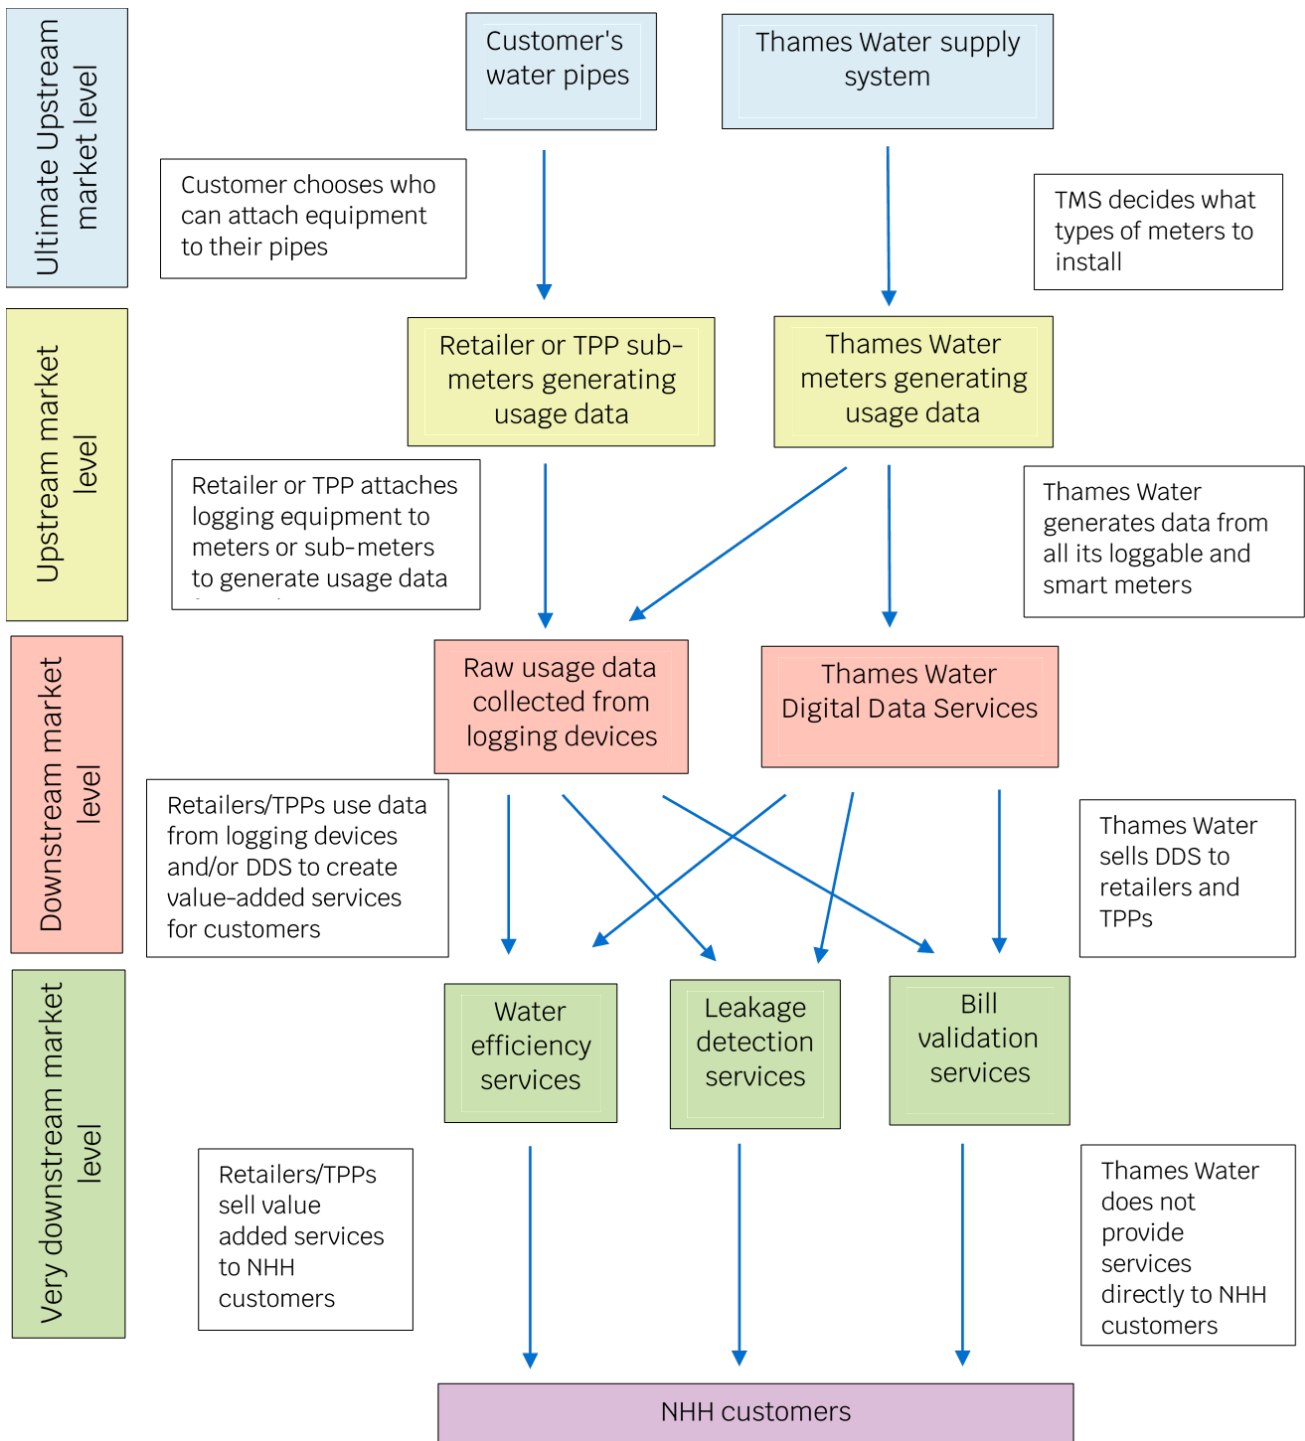 Ultimate Upstream
market level
Customer's
water pipes
Thames Water supply
system
Customer chooses who
can attach equipment
to their pipes
TMS decides what
types of meters to
install
Upstream market
level
Retailer or TPP sub-
meters generating
usage data
Thames Water
meters generating
usage data
Retailer or TPP attaches
logging equipment to
meters or sub-meters
to generate usage data
Thames Water
generates data from
all its loggable and
smart meters
Downstream market
level
Raw usage data
collected from
logging devices
Thames Water
Digital Data Services
Retailers/TPPs use data
from logging devices
and/or DDS to create
value-added services
for customers
Thames Water
sells DDS to
retailers and
TPPs
Very downstream market
level
Water
efficiency
services
Leakage
detection
services
Bill
validation
services
Retailers/TPPs
sell value
added services
to NHH
customers
Thames Water
does not
provide
services
directly to NHH
customers
NHH customers